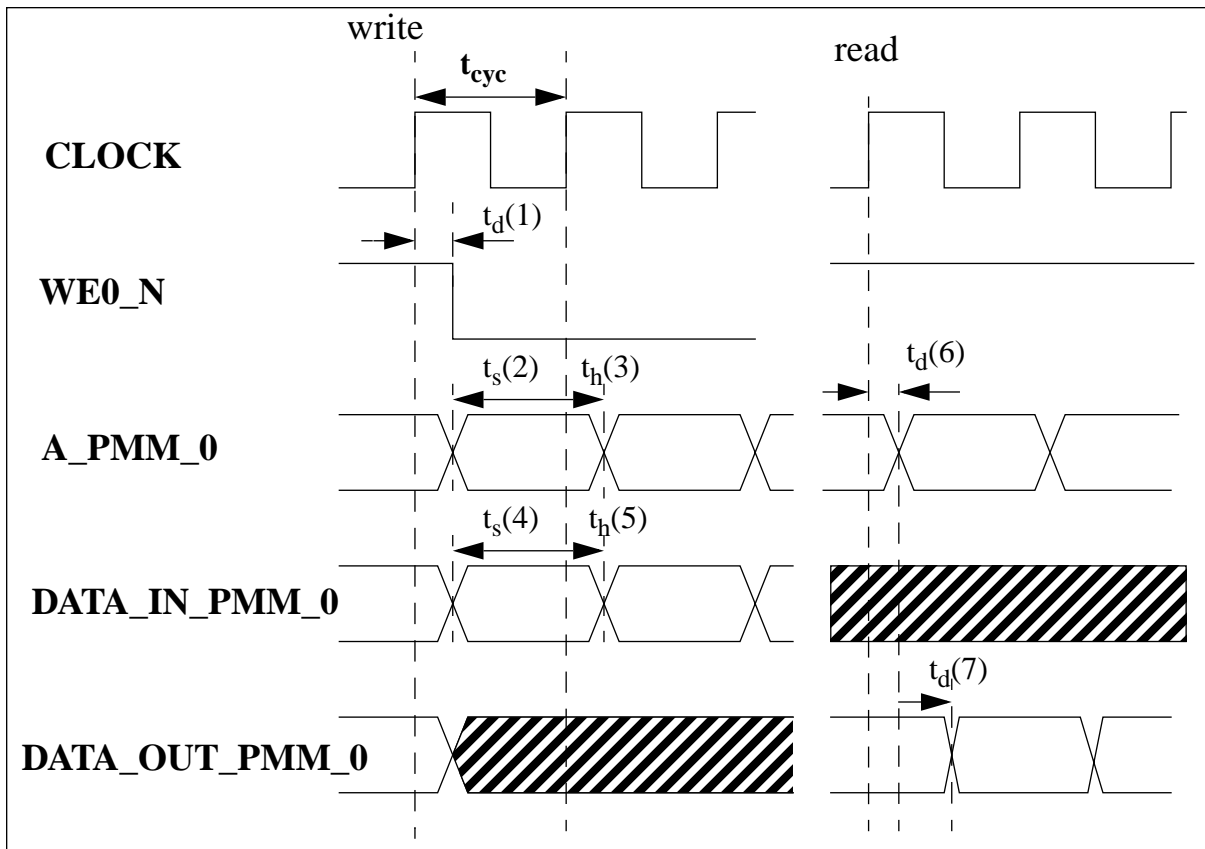 write
read
t_cyc
CLOCK
t_d(1)
WE0_N
t_s(2) t_h(3)
t_d(6)
A_PMM_0
t_s(4) t_h(5)
DATA_IN_PMM_0
t_d(7)
DATA_OUT_PMM_0